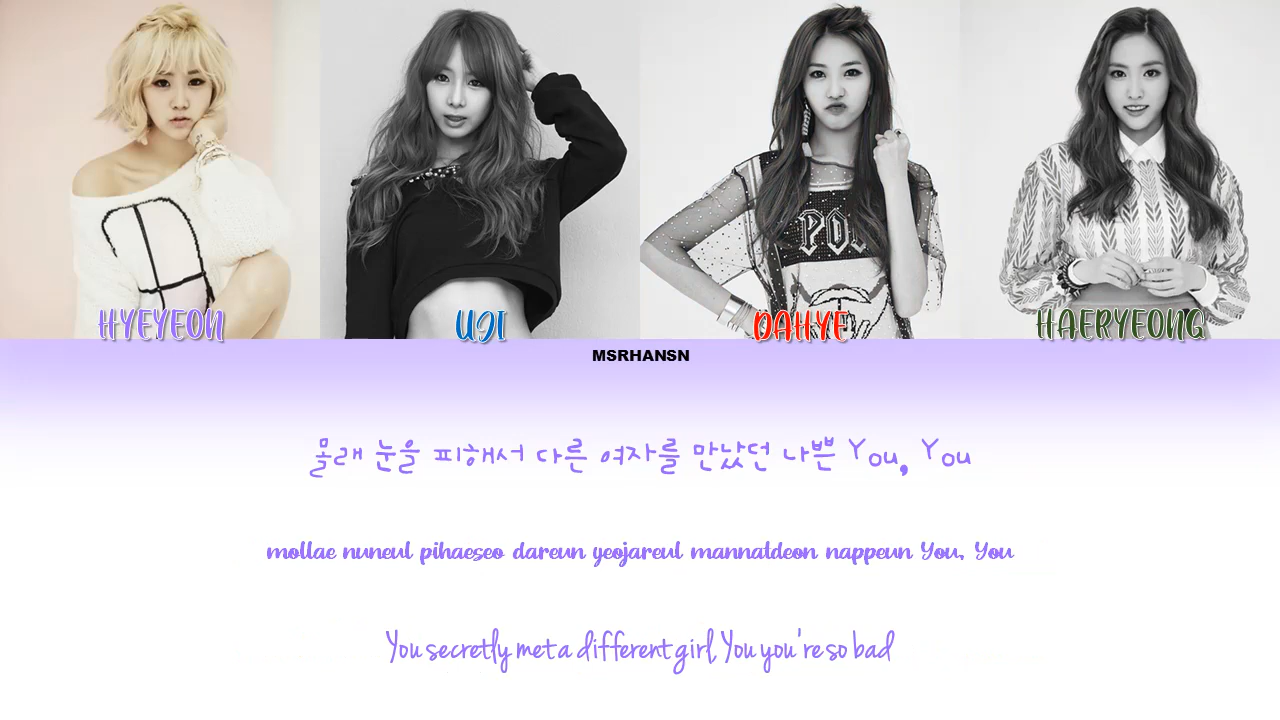 PO
HYEYEON
UJI
DAHYE
HAERYEONG
MSRHANSN
몰래 눈을 피해서 다른 여자를 만났던 나쁜 You, You
mollae nuneul pihaeseo dareun yeojareul mannatdeon nappeun You, You
You secretly met a different girl, You you're so bad